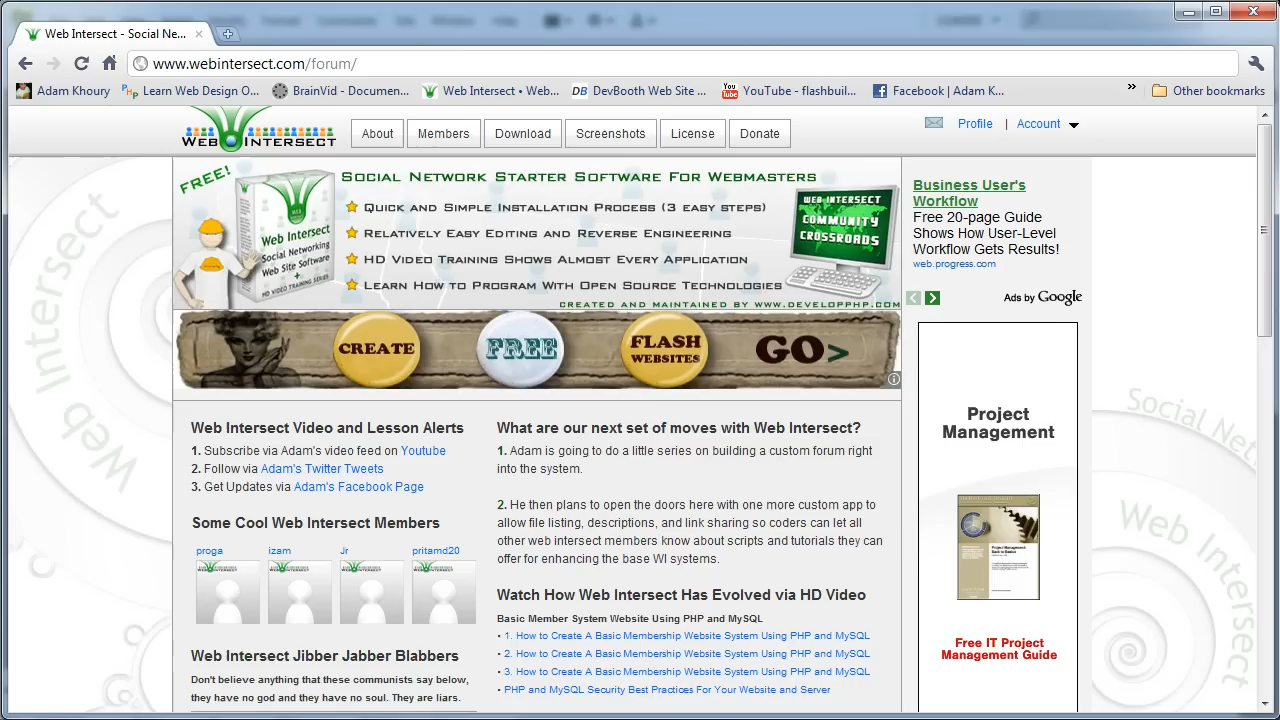 Web Intersect - Social Ne...
www.webintersect.com/forum/
Adam Khoury
Learn Web Design O...
BrainVid - Documen...
Web Intersect • Web...
DevBooth Web Site ...
YouTube - flashbuil...
Facebook | Adam K...
»
Other bookmarks
WEB INTERSECT
About
Members
Download
Screenshots
License
Donate
Profile
| Account
FREE!
Web Intersect
Social Networking
Web Site Software
+
HD VIDEO TRAINING SERIES
SOCIAL NETWORK STARTER SOFTWARE FOR WEBMASTERS
QUICK AND SIMPLE INSTALLATION PROCESS (3 EASY STEPS)
RELATIVELY EASY EDITING AND REVERSE ENGINEERING
HD VIDEO TRAINING SHOWS ALMOST EVERY APPLICATION
LEARN HOW TO PROGRAM WITH OPEN SOURCE TECHNOLOGIES
CREATED AND MAINTAINED BY WWW.DEVELOPPHP.COM
WEB INTERSECT
COMMUNITY
CROSSROADS
CREATE
FREE
FLASH
WEBSITES
GO>
Business User's
Workflow
Free 20-page Guide
Shows How User-Level
Workflow Gets Results!
web.progress.com
Ads by Google
Project
Management
Free IT Project
Management Guide
Web Intersect Video and Lesson Alerts
1. Subscribe via Adam's video feed on Youtube
2. Follow via Adam's Twitter Tweets
3. Get Updates via Adam's Facebook Page
Some Cool Web Intersect Members
proga
izam
Jr
pritamd20
Web Intersect Jibber Jabber Blabbers
Don't believe anything that these communists say below,
they have no god and they have no soul. They are liars.
What are our next set of moves with Web Intersect?
1. Adam is going to do a little series on building a custom forum right
into the system.
2. He then plans to open the doors here with one more custom app to
allow file listing, descriptions, and link sharing so coders can let all
other web intersect members know about scripts and tutorials they can
offer for enhancing the base WI systems.
Watch How Web Intersect Has Evolved via HD Video
Basic Member System Website Using PHP and MySQL
• 1. How to Create A Basic Membership Website System Using PHP and MySQL
• 2. How to Create A Basic Membership Website System Using PHP and MySQL
• 3. How to Create A Basic Membership Website System Using PHP and MySQL
• PHP and MySQL Security Best Practices For Your Website and Server
Web Intersect
Web
Social Net
Web Intersect